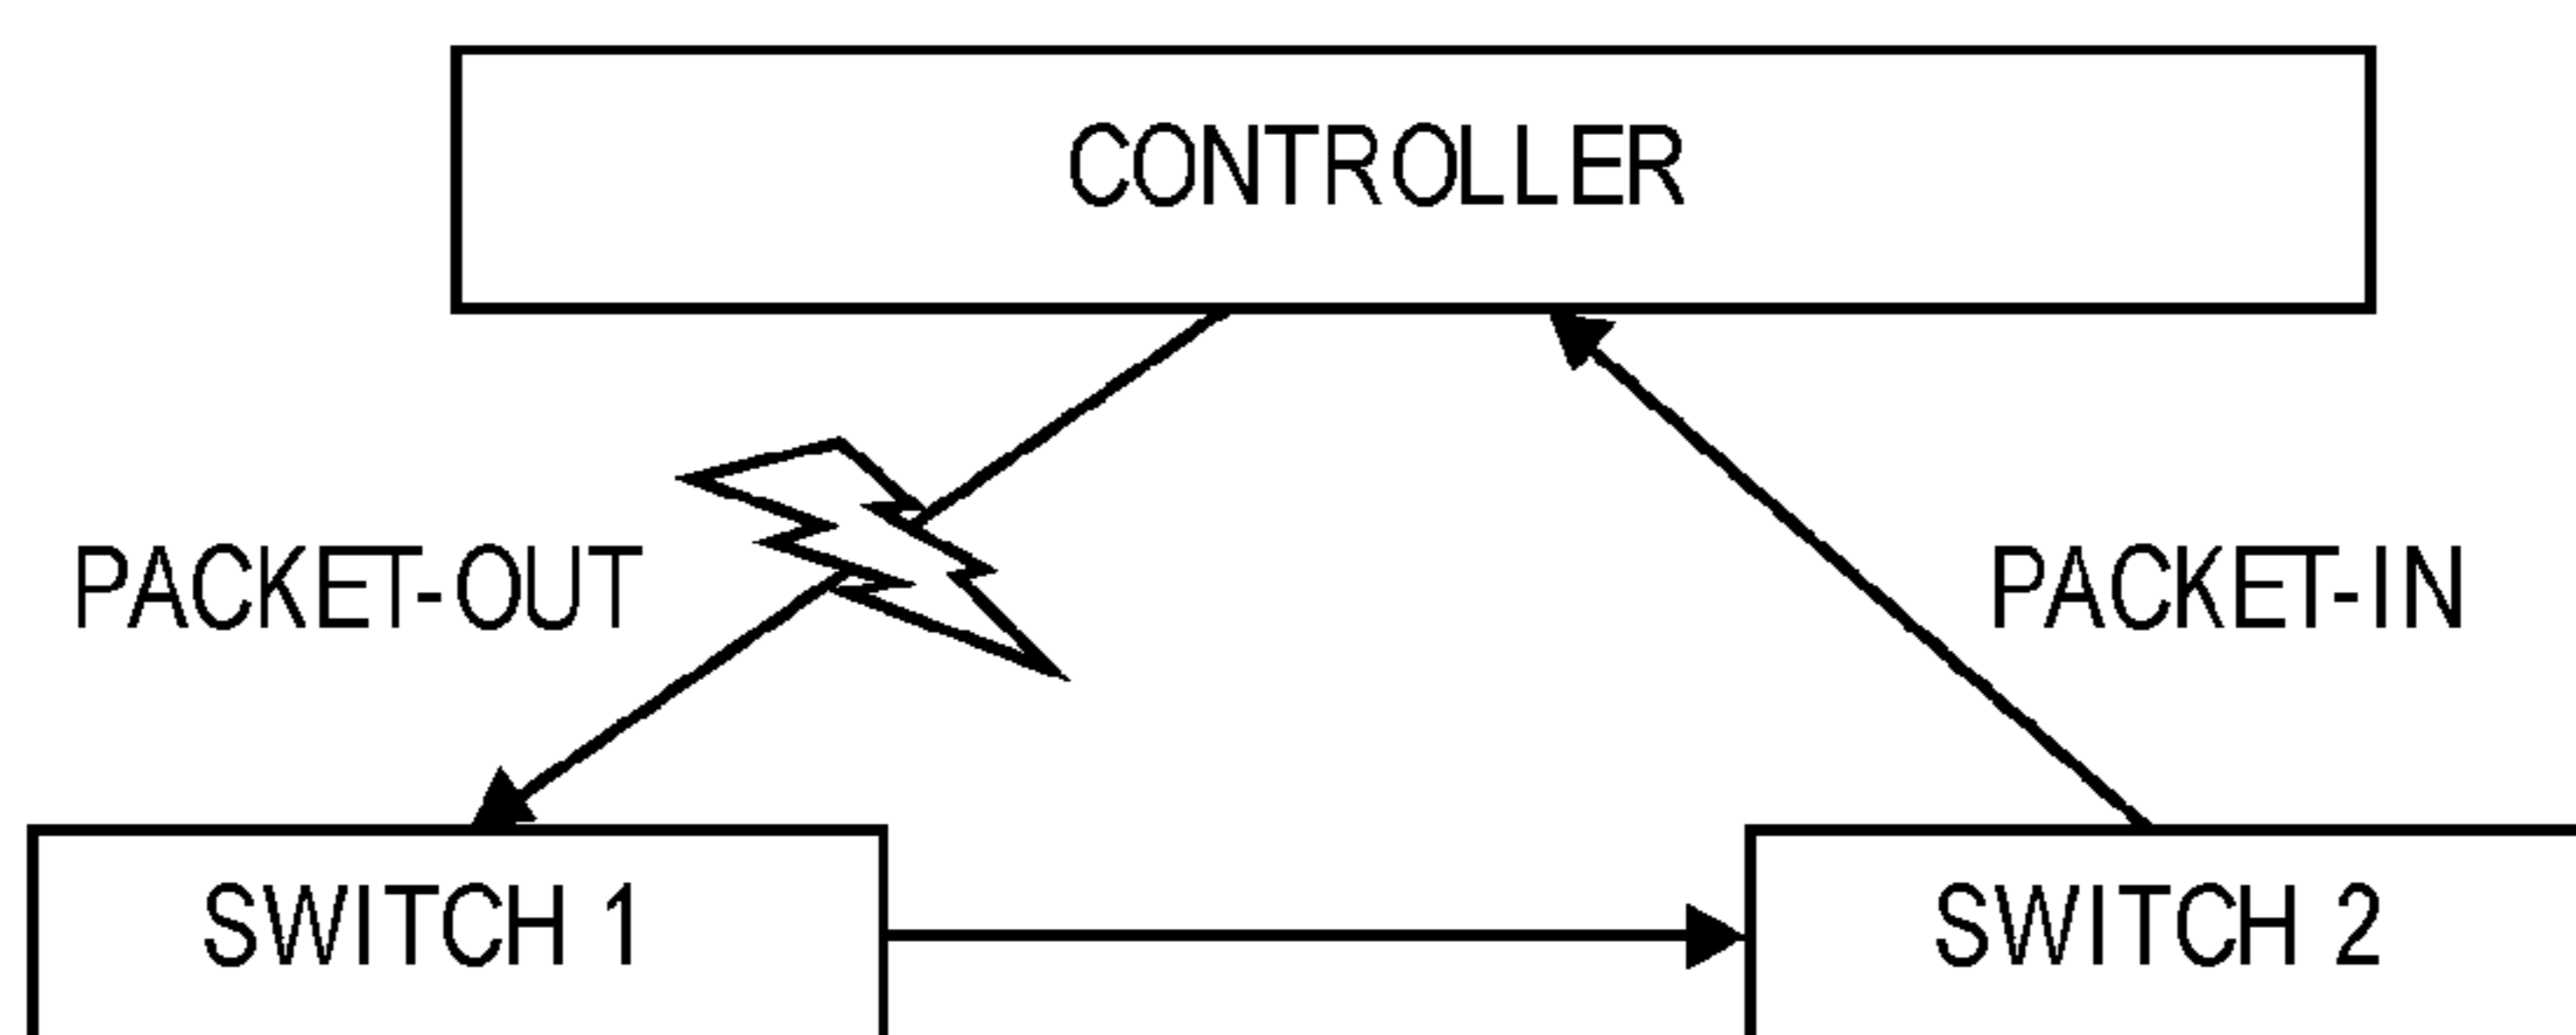 CONTROLLER
PACKET-OUT
PACKET-IN
SWITCH 1
SWITCH 2